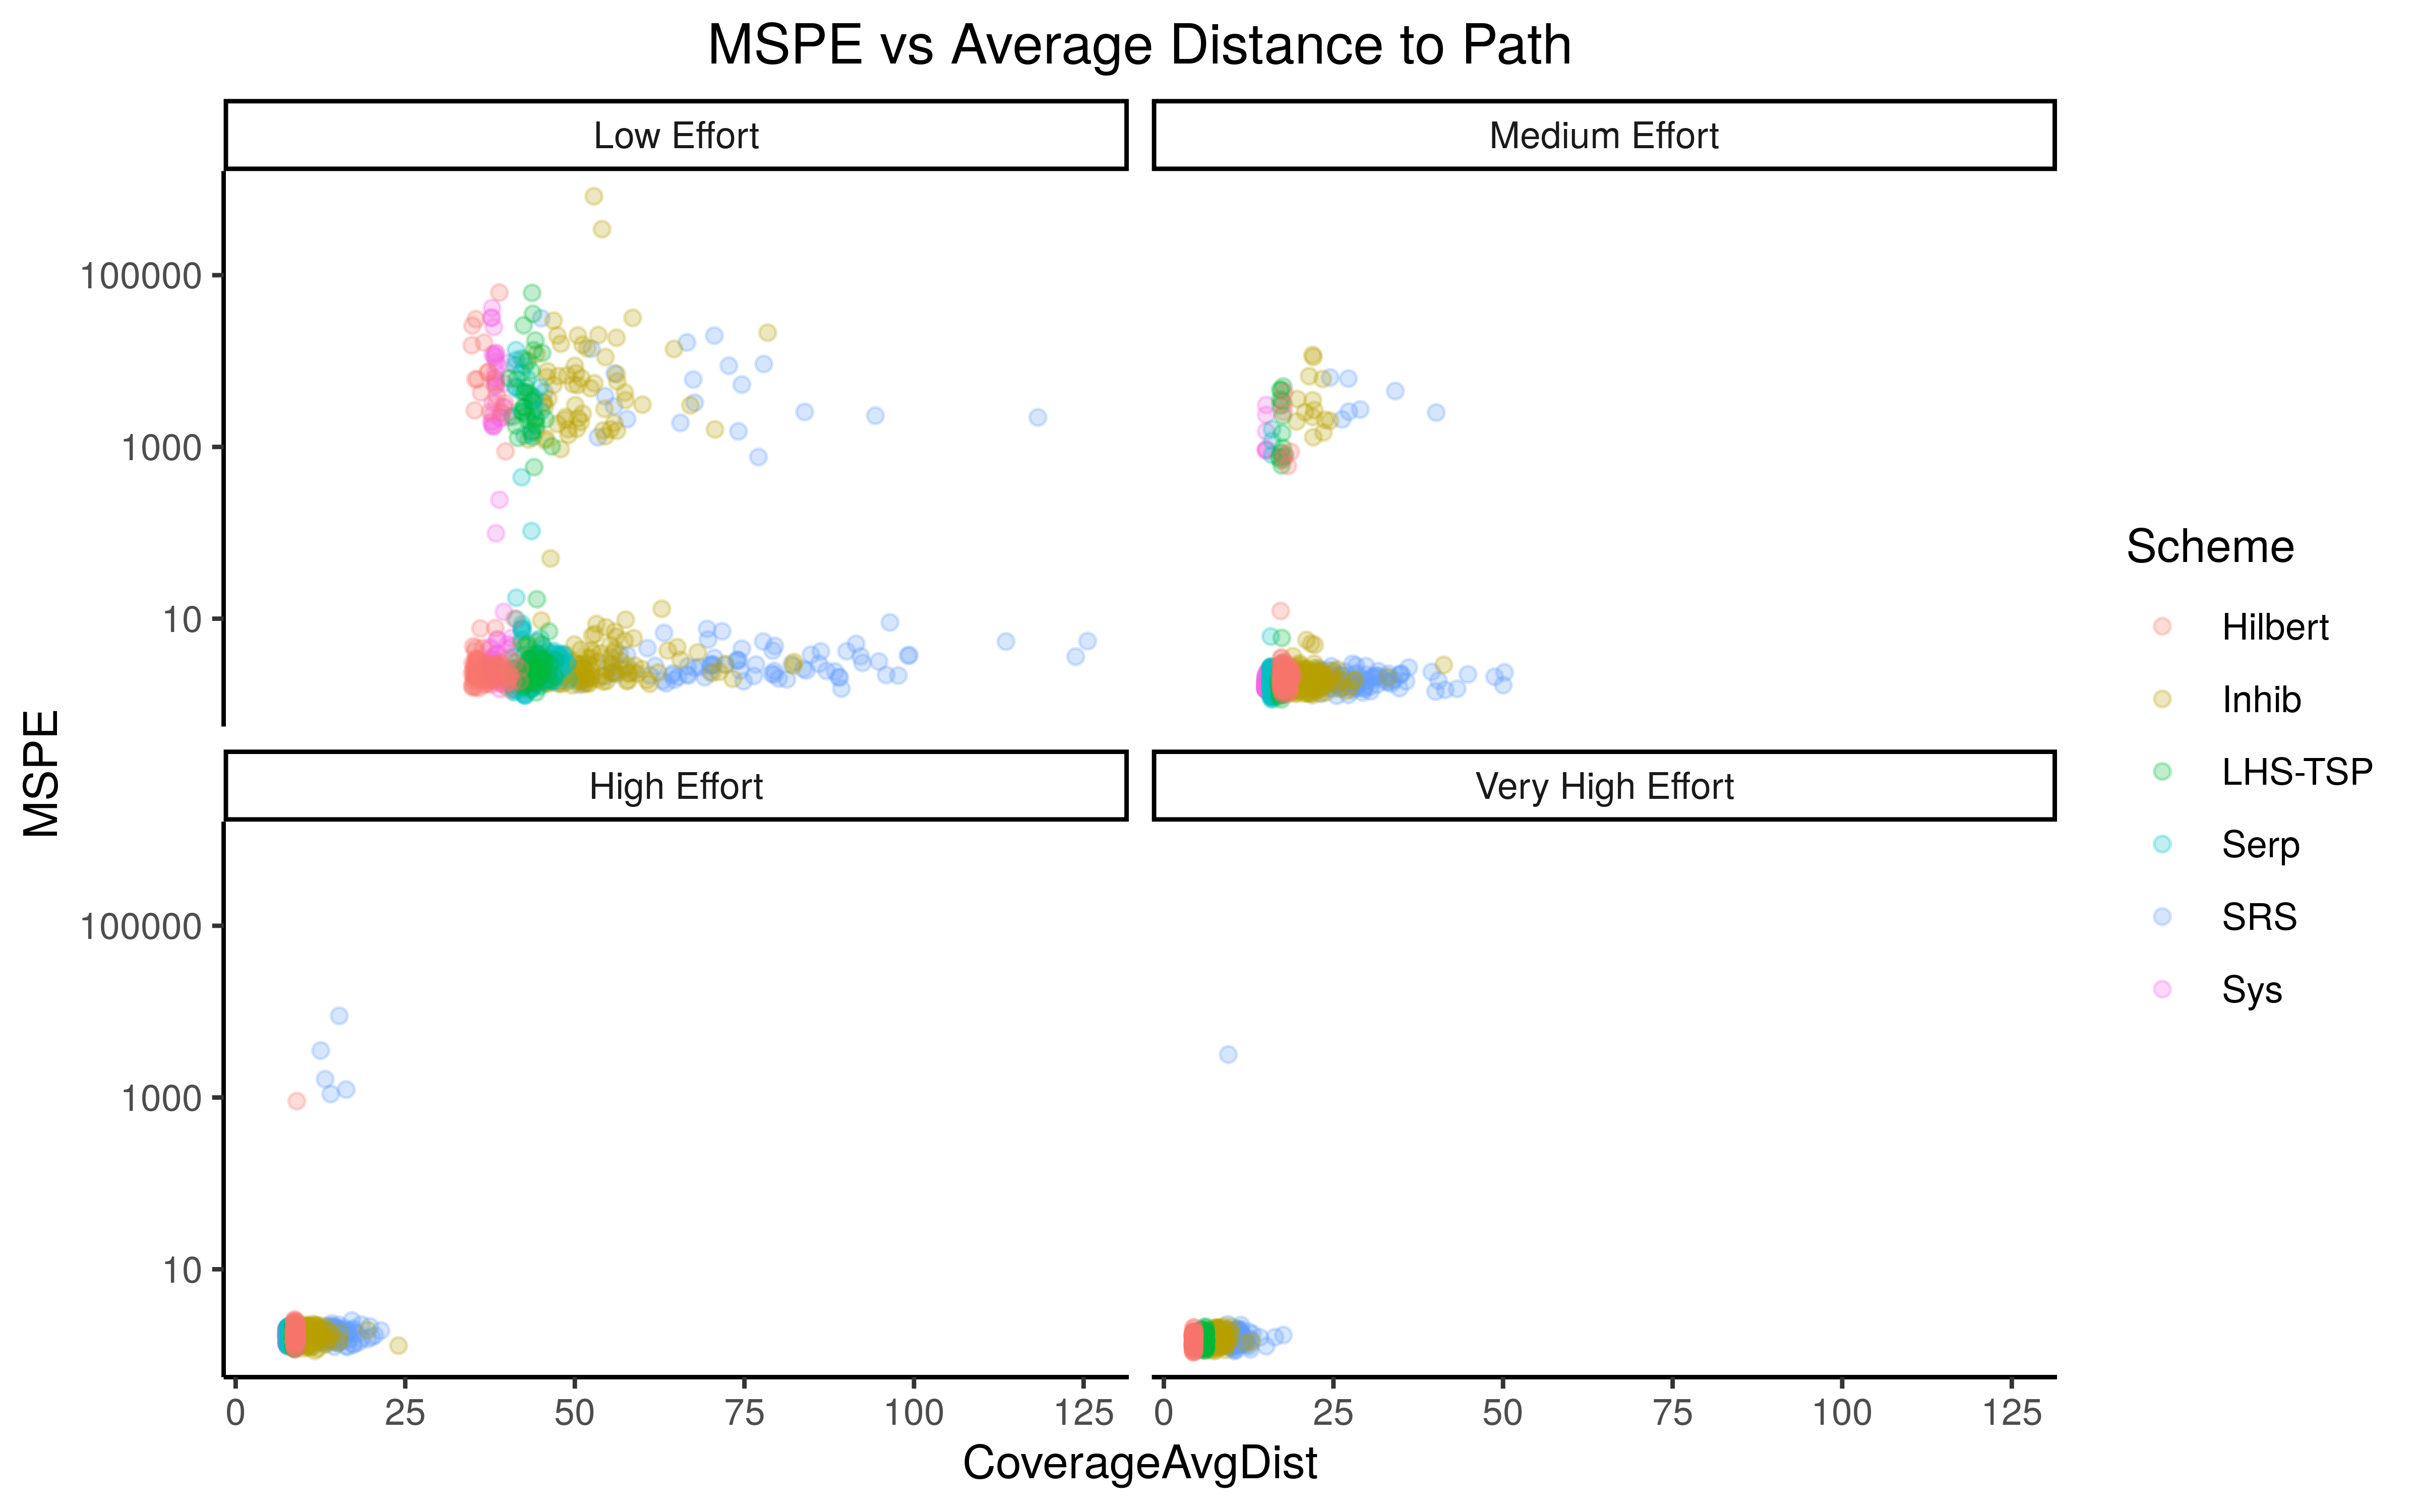 MSPE vs Average Distance to Path
Low Effort
Medium Effort
100000
1000
10
High Effort
Very High Effort
MSPE
100000
1000
10
0 25 50 75 100 125
0 25 50 75 100 125
CoverageAvgDist
Scheme
Hilbert
Inhib
LHS-TSP
Serp
SRS
Sys